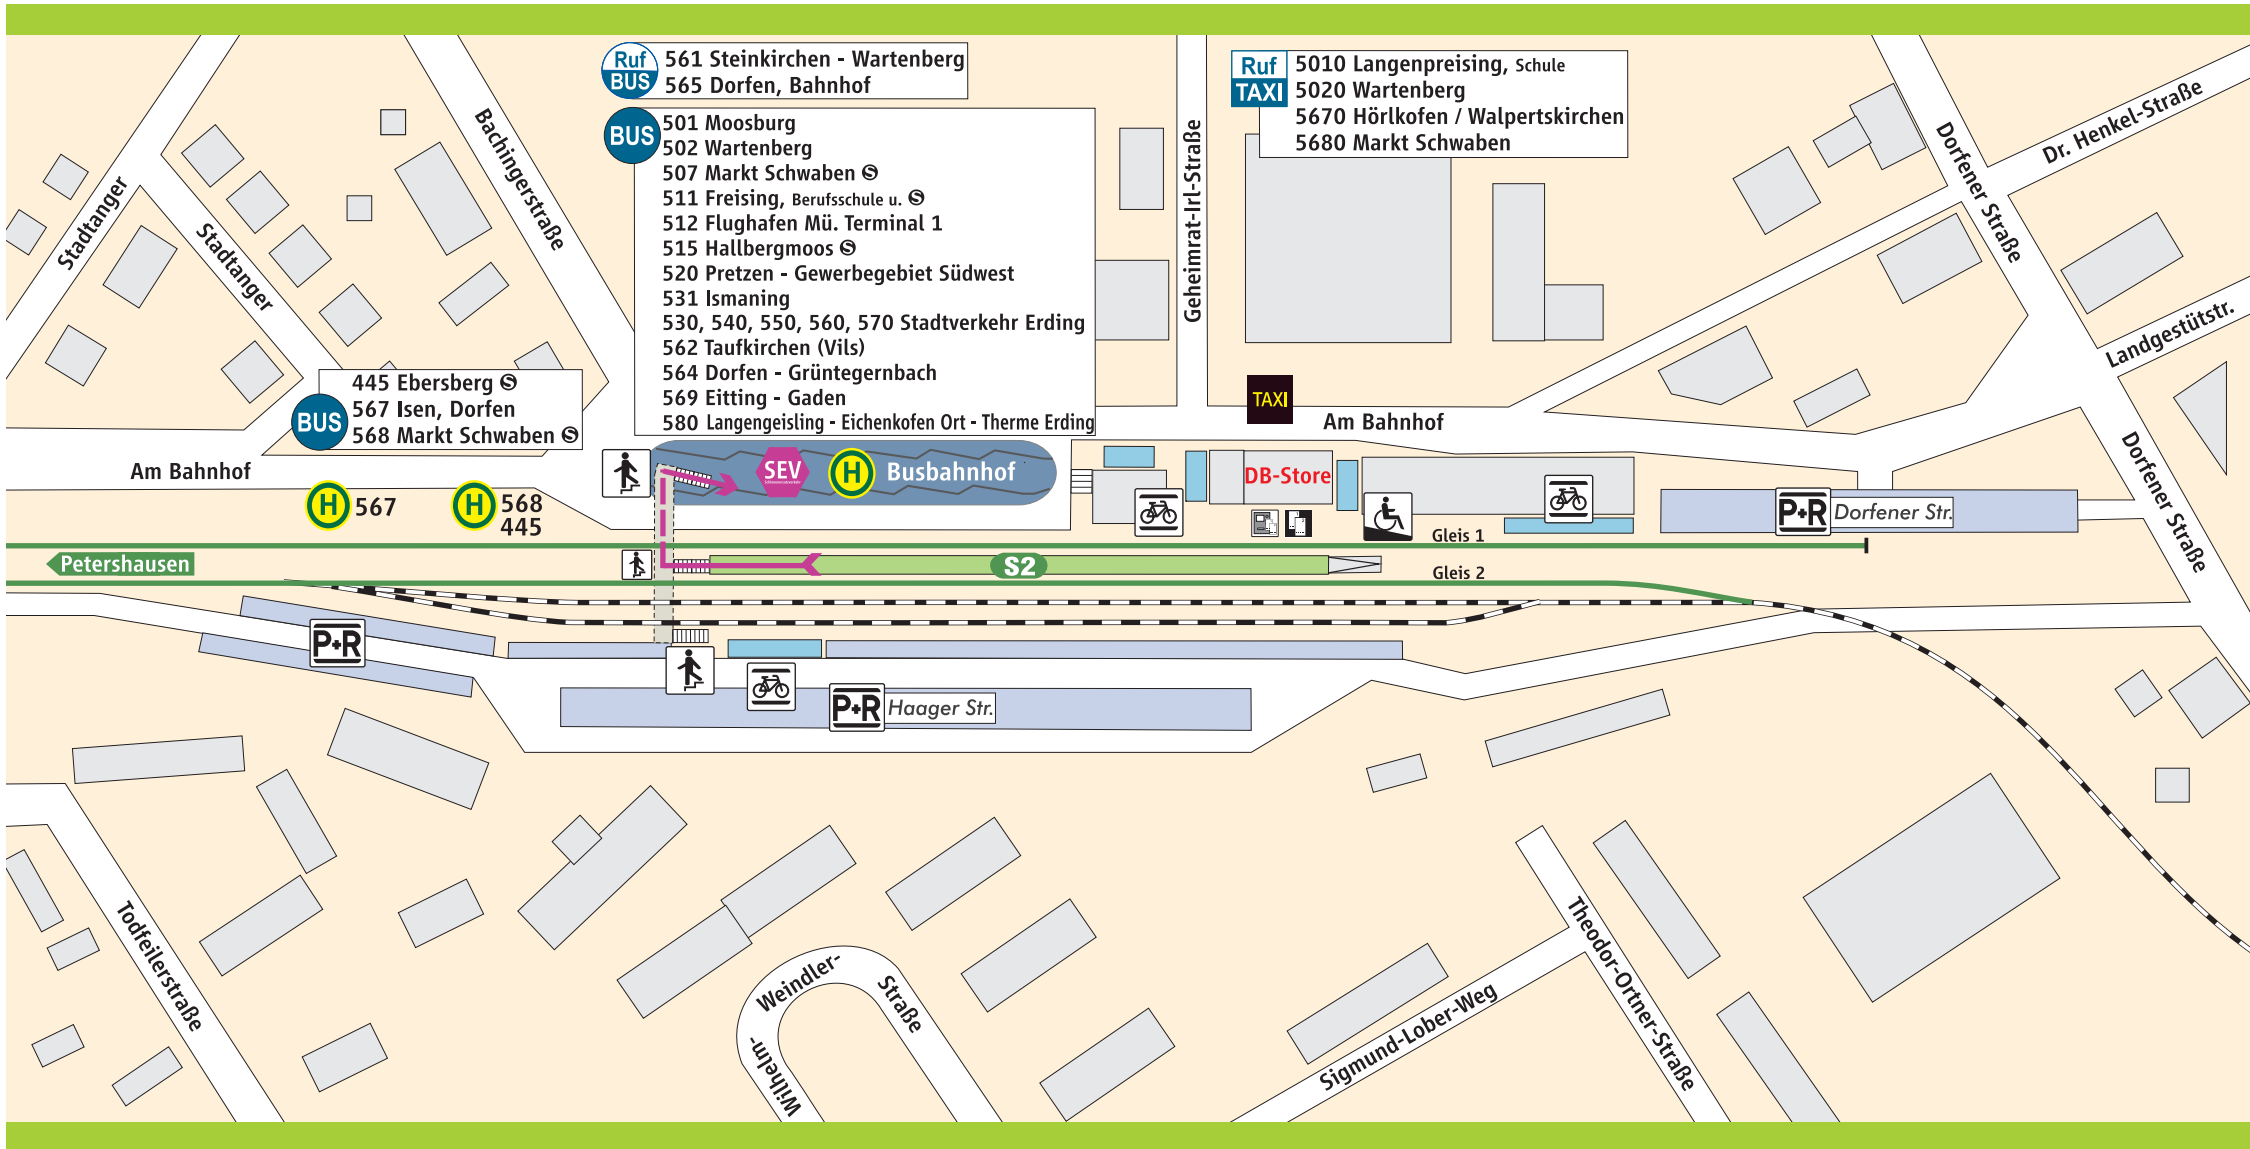 Ruf
BUS
561 Steinkirchen - Wartenberg
565 Dorfen, Bahnhof
BUS
501 Moosburg
502 Wartenberg
507 Markt Schwaben S
511 Freising, Berufsschule u. S
512 Flughafen Mü. Terminal 1
515 Hallbergmoos S
520 Pretzen - Gewerbegebiet Südwest
531 Ismaning
530, 540, 550, 560, 570 Stadtverkehr Erding
562 Taufkirchen (Vils)
564 Dorfen - Grüntegernbach
569 Eitting - Gaden
580 Langengeisling - Eichenkofen Ort - Therme Erding
Ruf
TAXI
5010 Langenpreising, Schule
5020 Wartenberg
5670 Hörlkofen / Walpertskirchen
5680 Markt Schwaben
Stadtanger
Stadtanger
Bachingerstraße
Geheimrat-Irl-Straße
Dorfener Straße
Dr. Henkel-Straße
Landgestütstr.
Dorfener Straße
BUS
445 Ebersberg S
567 Isen, Dorfen
568 Markt Schwaben S
TAXI
Am Bahnhof
Am Bahnhof
SEV
H
Busbahnhof
DB-Store
H 567
H 568
445
P+R Dorfener Str.
Gleis 1
Petershausen
S2
Gleis 2
P+R
P+R Haager Str.
Todfeilerstraße
Wilhelm-
Weindler-
Straße
Sigmund-Lober-Weg
Theodor-Ortner-Straße